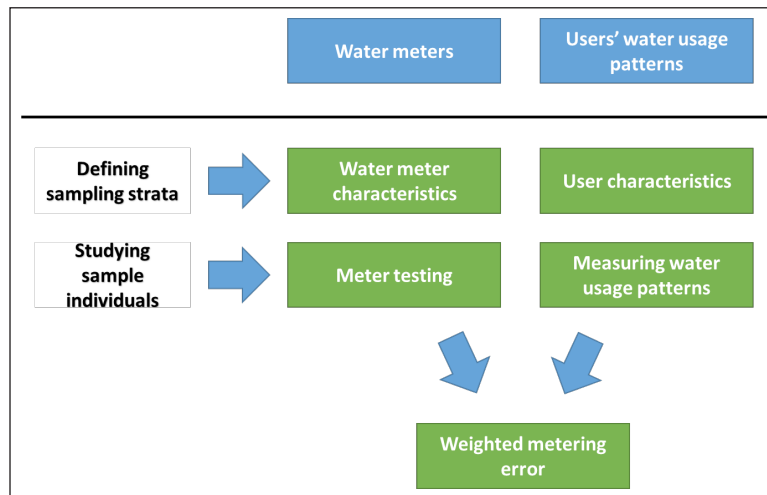 Water meters
Users' water usage
patterns
Defining
sampling strata
Water meter
characteristics
User characteristics
Studying
sample
individuals
Meter testing
Measuring water
usage patterns
Weighted metering
error